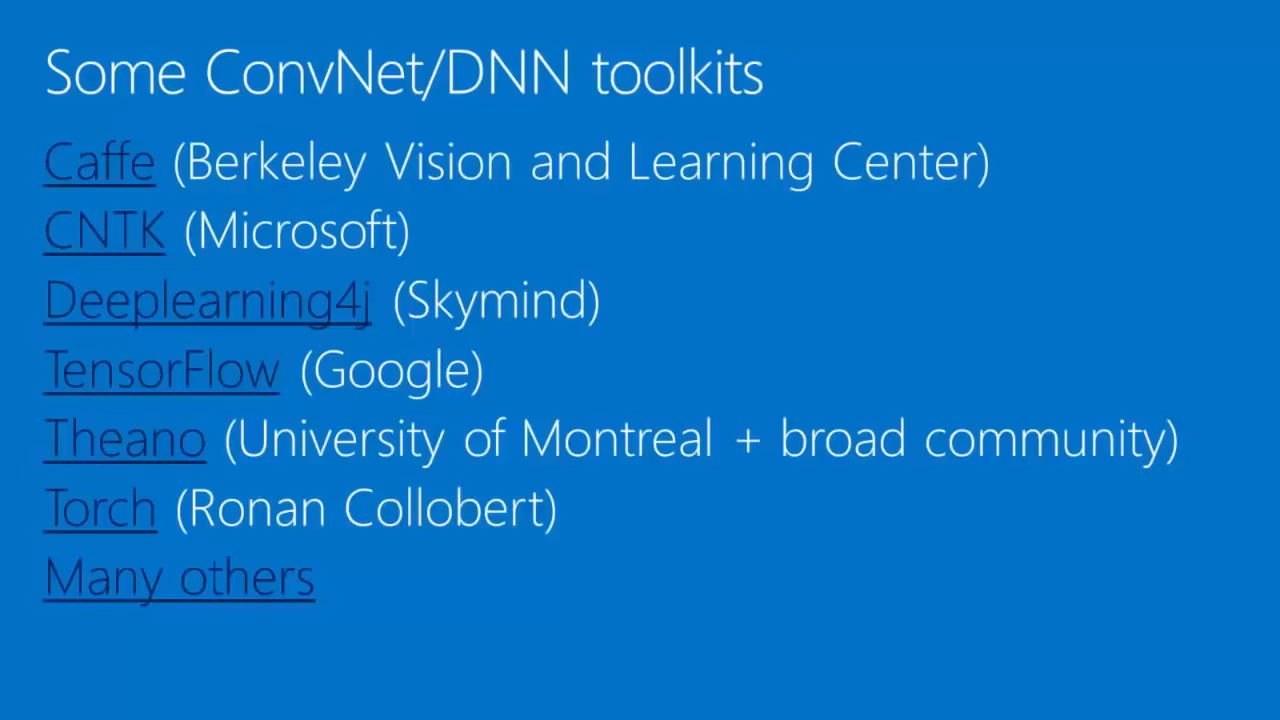 Some ConvNet/DNN toolkits
Caffe (Berkeley Vision and Learning Center)
CNTK (Microsoft)
Deeplearning4j (Skymind)
TensorFlow (Google)
Theano (University of Montreal + broad community)
Torch (Ronan Collobert)
Many others